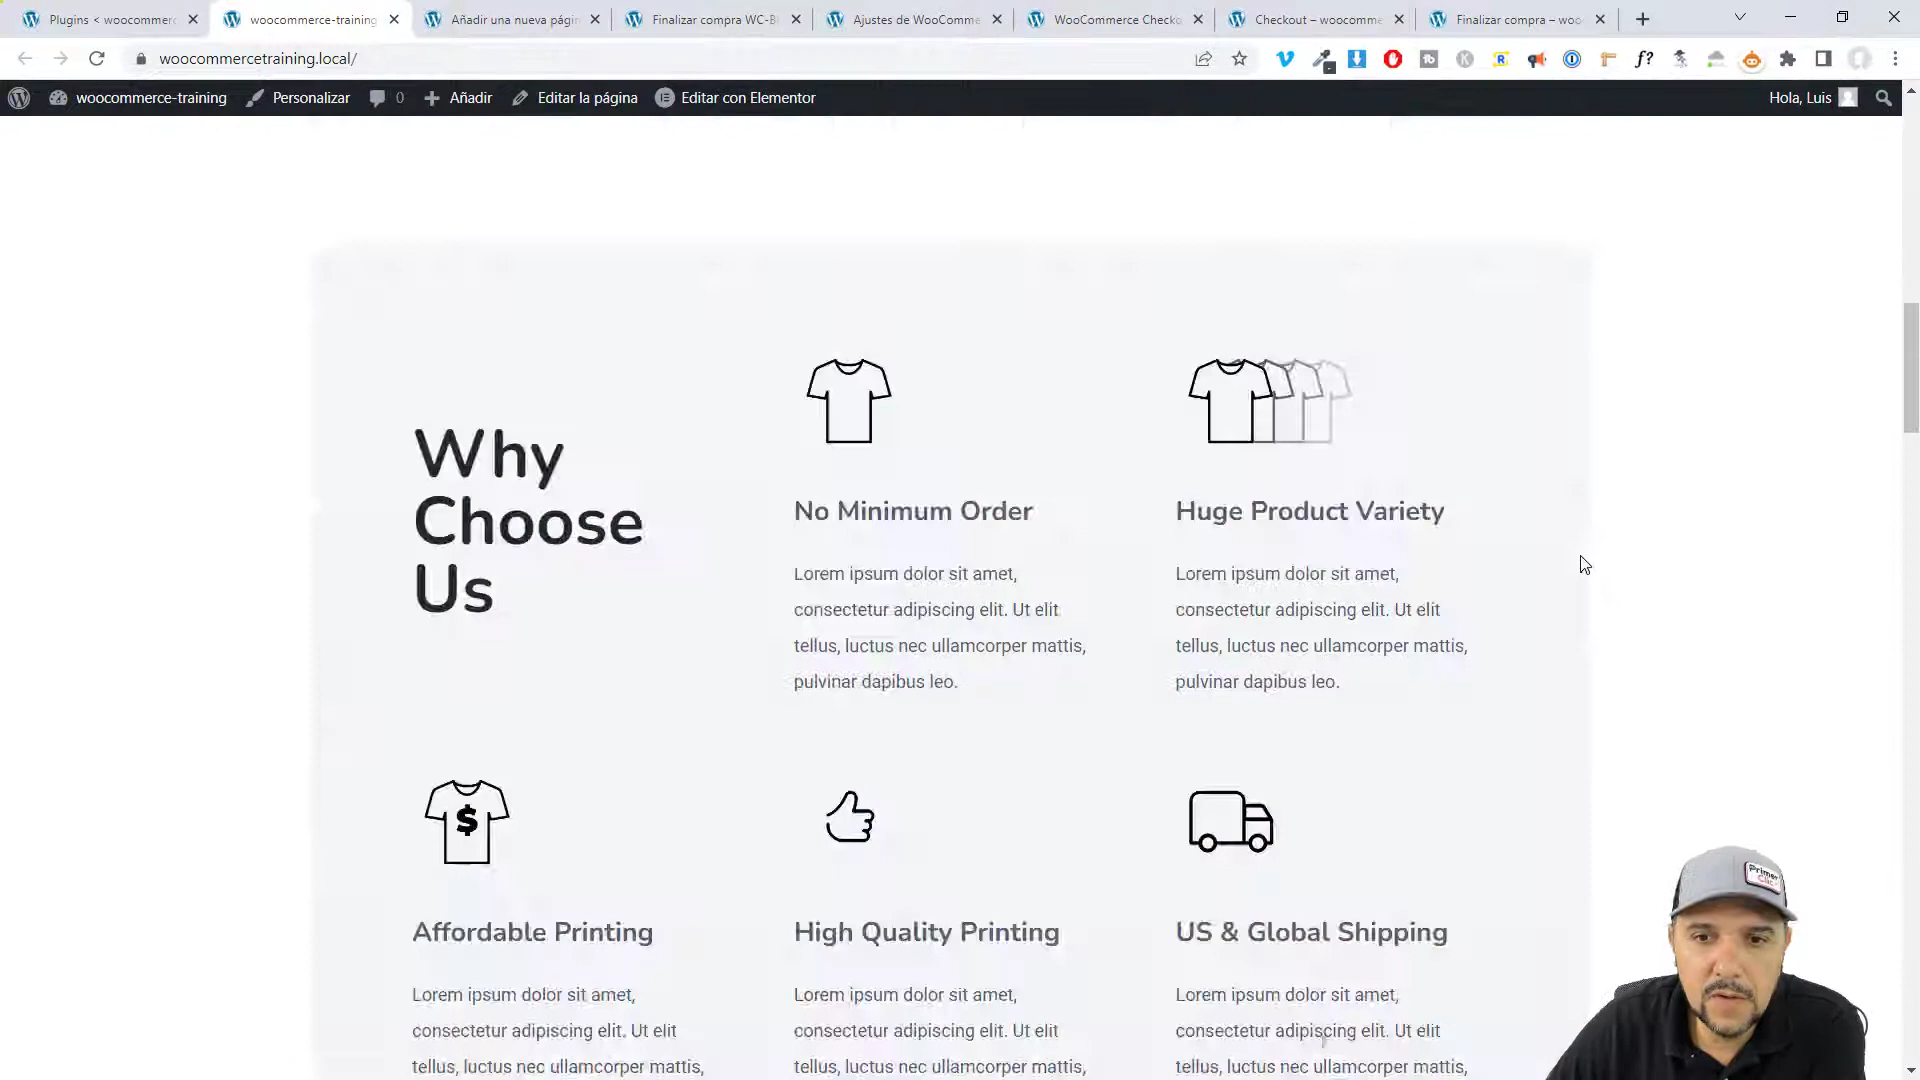 Plugins < woocommerc
woocommerce-training
Añadir una nueva págin
Finalizar compra WC-B
Ajustes de WooComme
WooCommerce Checko
Checkout – woocomme
Finalizar compra – woo
woocommercetraining.local/
woocommerce-training
Personalizar
0
Añadir
Editar la página
Editar con Elementor
Hola, Luis
Why
Choose
Us
No Minimum Order
Lorem ipsum dolor sit amet,
consectetur adipiscing elit. Ut elit
tellus, luctus nec ullamcorper mattis,
pulvinar dapibus leo.
Huge Product Variety
Lorem ipsum dolor sit amet,
consectetur adipiscing elit. Ut elit
tellus, luctus nec ullamcorper mattis,
pulvinar dapibus leo.
$
Affordable Printing
Lorem ipsum dolor sit amet,
consectetur adipiscing elit. Ut elit
tellus, luctus nec ullamcorper mattis,
High Quality Printing
Lorem ipsum dolor sit amet,
consectetur adipiscing elit. Ut elit
tellus, luctus nec ullamcorper mattis,
US & Global Shipping
Lorem ipsum dolor sit amet,
consectetur adipiscing elit. Ut elit
tellus, luctus nec ullamcorper mattis,
Primer